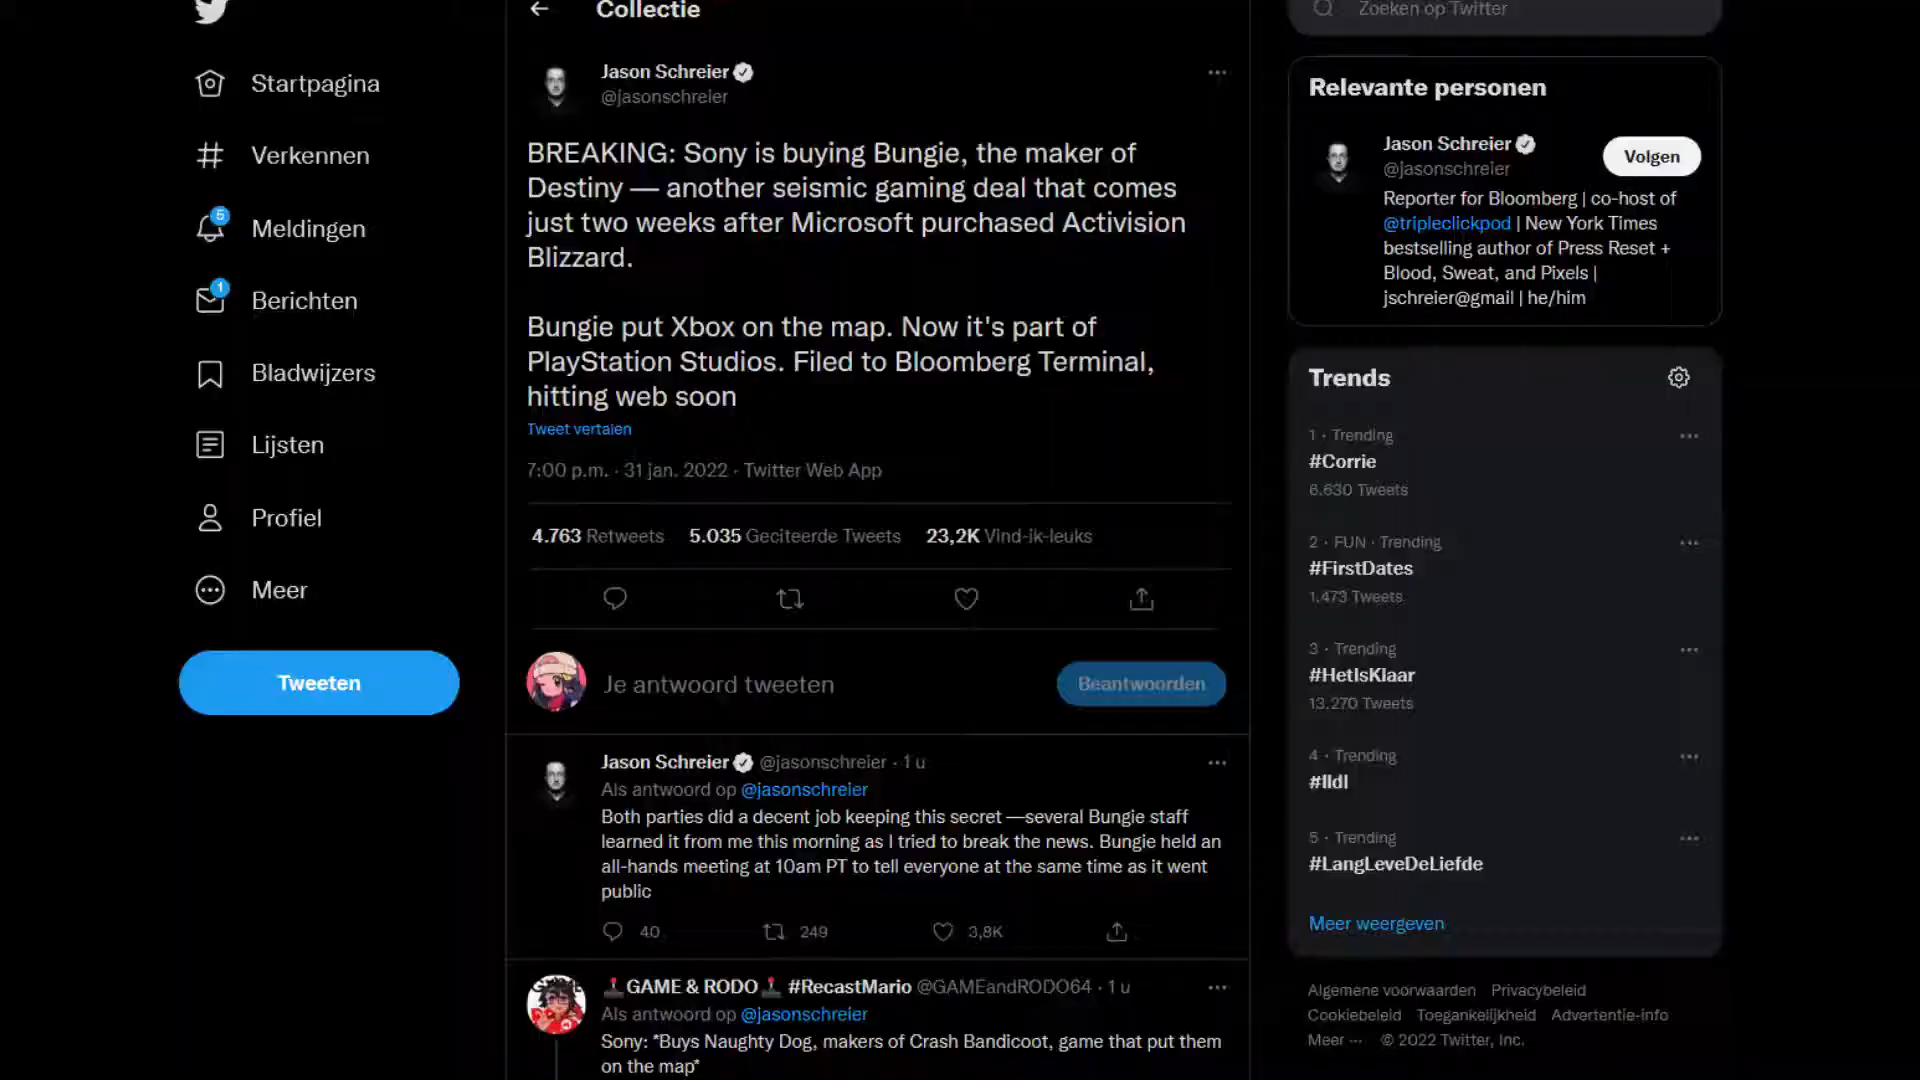 Startpagina
Verkennen
5
Meldingen
1
Berichten
Bladwijzers
Lijsten
Profiel
Meer
Tweeten
Collectie
Jason Schreier
@jasonschreier
BREAKING: Sony is buying Bungie, the maker of
Destiny — another seismic gaming deal that comes
just two weeks after Microsoft purchased Activision
Blizzard.
Bungie put Xbox on the map. Now it's part of
PlayStation Studios. Filed to Bloomberg Terminal,
hitting web soon
Tweet vertalen
7:00 p.m. · 31 jan. 2022 · Twitter Web App
4.763 Retweets 5.035 Geciteerde Tweets 23,2K Vind-ik-leuks
Je antwoord tweeten
Beantwoorden
Jason Schreier @jasonschreier · 1 u
Als antwoord op @jasonschreier
Both parties did a decent job keeping this secret —several Bungie staff
learned it from me this morning as I tried to break the news. Bungie held an
all-hands meeting at 10am PT to tell everyone at the same time as it went
public
40 249 3,8K
GAME & RODO #RecastMario @GAMEandRODO64 · 1 u
Als antwoord op @jasonschreier
Sony: *Buys Naughty Dog, makers of Crash Bandicoot, game that put them
on the map*
Zoeken op Twitter
Relevante personen
Jason Schreier
@jasonschreier
Volgen
Reporter for Bloomberg | co-host of
@tripleclickpod | New York Times
bestselling author of Press Reset +
Blood, Sweat, and Pixels |
jschreier@gmail | he/him
Trends
1 · Trending
#Corrie
6.630 Tweets
2 · FUN · Trending
#FirstDates
1.473 Tweets
3 · Trending
#HetIsKlaar
13.270 Tweets
4 · Trending
#lldl
5 · Trending
#LangLeveDeLiefde
Meer weergeven
Algemene voorwaarden Privacybeleid
Cookiebeleid Toegankelijkheid Advertentie-info
Meer ··· © 2022 Twitter, Inc.